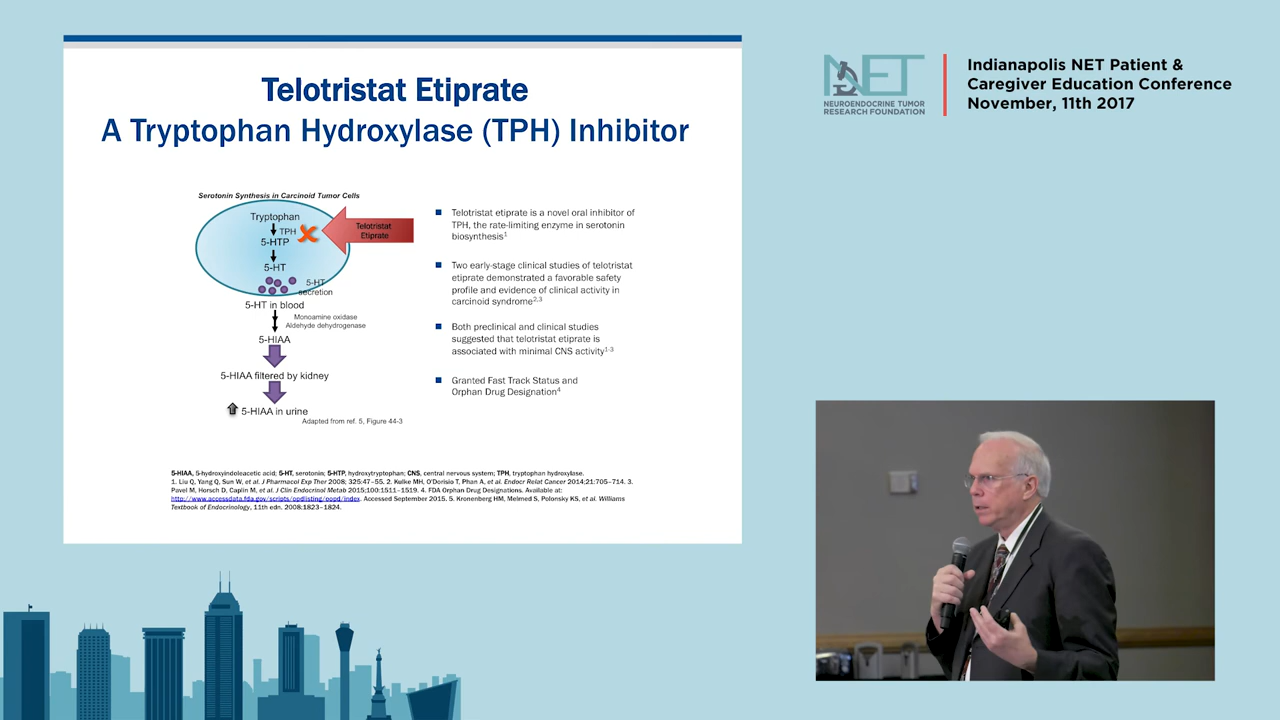 Telotristat Etiprate
A Tryptophan Hydroxylase (TPH) Inhibitor
Serotonin Synthesis in Carcinoid Tumor Cells
Tryptophan
TPH
5-HTP
5-HT
5-HT
secretion
Telotristat
Etiprate
5-HT in blood
Monoamine oxidase
Aldehyde dehydrogenase
5-HIAA
5-HIAA filtered by kidney
5-HIAA in urine
Adapted from ref. 5, Figure 44-3
Telotristat etiprate is a novel oral inhibitor of
TPH, the rate-limiting enzyme in serotonin
biosynthesis1
Two early-stage clinical studies of telotristat
etiprate demonstrated a favorable safety
profile and evidence of clinical activity in
carcinoid syndrome2,3
Both preclinical and clinical studies
suggested that telotristat etiprate is
associated with minimal CNS activity1-3
Granted Fast Track Status and
Orphan Drug Designation4
5-HIAA, 5-hydroxyindoleacetic acid; 5-HT, serotonin; 5-HTP, hydroxytryptophan; CNS, central nervous system; TPH, tryptophan hydroxylase.
1. Liu Q, Yang Q, Sun W, et al. J Pharmacol Exp Ther 2008; 325:47–55. 2. Kulke MH, O'Dorisio T, Phan A, et al. Endocr Relat Cancer 2014;21:705–714. 3.
Pavel M, Horsch D, Caplin M, et al. J Clin Endocrinol Metab 2015;100:1511–1519. 4. FDA Orphan Drug Designations. Available at:
http://www.accessdata.fda.gov/scripts/opdlisting/oopd/index. Accessed September 2015. 5. Kronenberg HM, Melmed S, Polonsky KS, et al. Williams
Textbook of Endocrinology, 11th edn. 2008:1823–1824.
NET
NEUROENDOCRINE TUMOR
RESEARCH FOUNDATION
Indianapolis NET Patient &
Caregiver Education Conference
November, 11th 2017